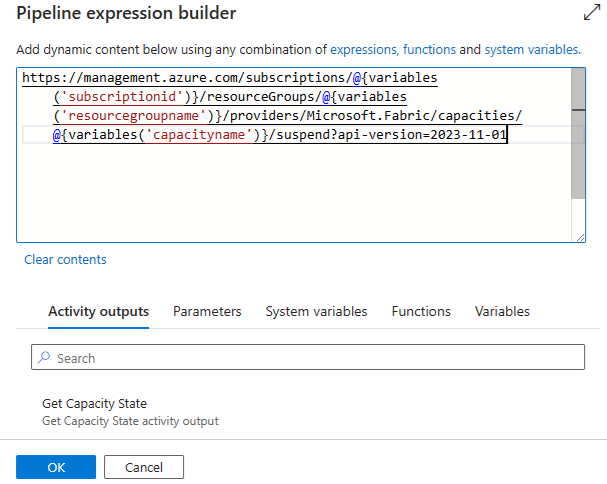 Pipeline expression builder
Add dynamic content below using any combination of expressions, functions and system variables.
https://management.azure.com/subscriptions/@{variables
('subscriptionid')}/resourceGroups/@{variables
('resourcegroupname')}/providers/Microsoft.Fabric/capacities/
@{variables('capacityname')}/suspend?api-version=2023-11-01
Clear contents
Activity outputs Parameters System variables Functions Variables
Search
Get Capacity State
Get Capacity State activity output
OK Cancel